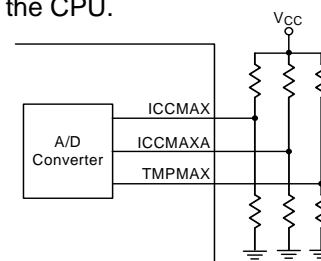 the CPU.
VCC
ICCMAX
A/D
Converter
ICCMAXA
TMPMAX